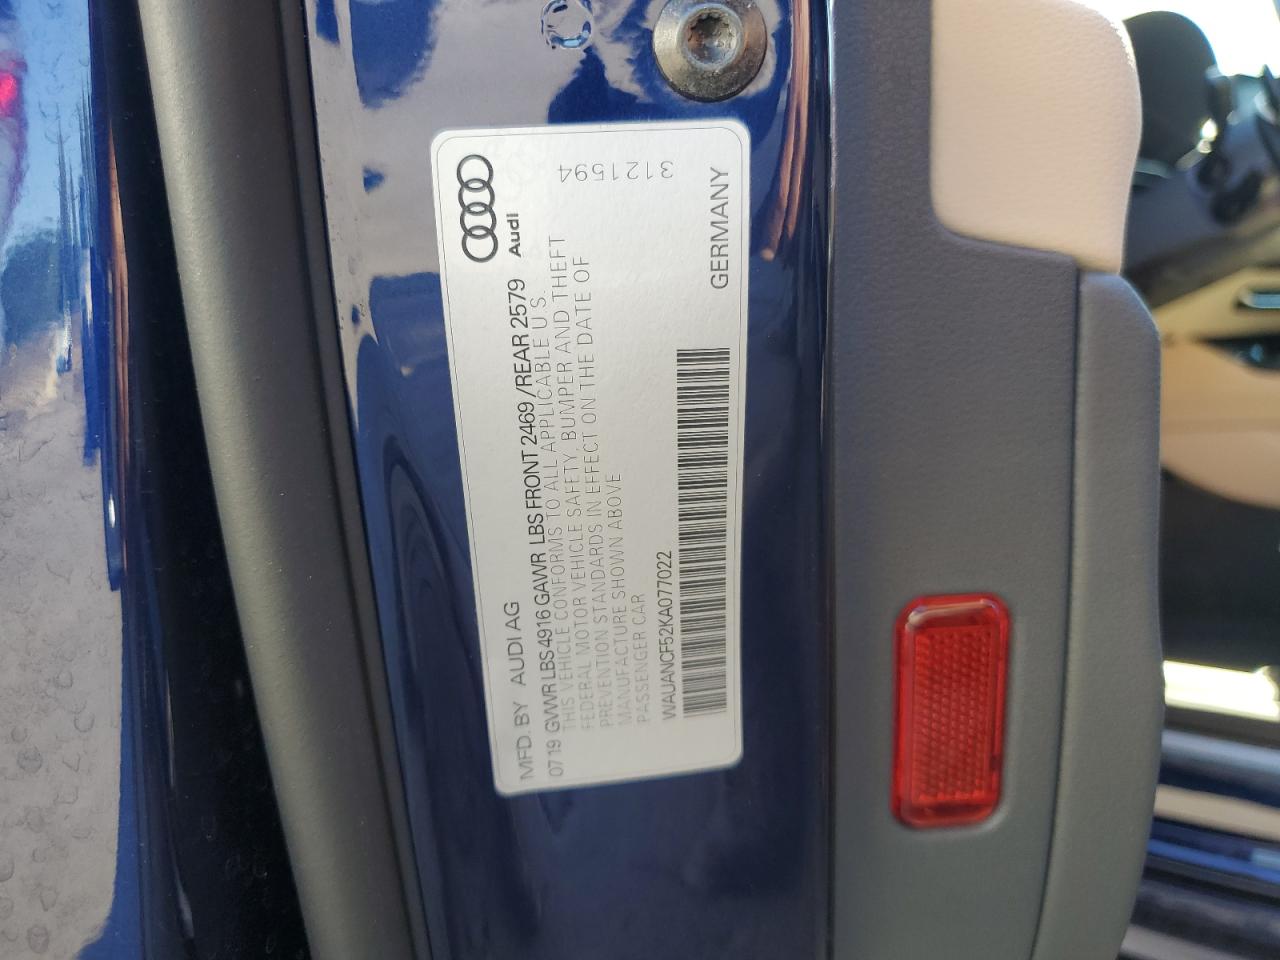 MFD. BY AUDI AG
07 19 GVWR LBS 4916 GAWR LBS FRONT 2469 /REAR 2579
Audi
THIS VEHICLE CONFORMS TO ALL APPLICABLE U S.
FEDERAL MOTOR VEHICLE SAFETY, BUMPER AND THEFT
PREVENTION STANDARDS IN EFFECT ON THE DATE OF
MANUFACTURE SHOWN ABOVE
PASSENGER CAR
3121594
WAUANCF52KA077022
GERMANY